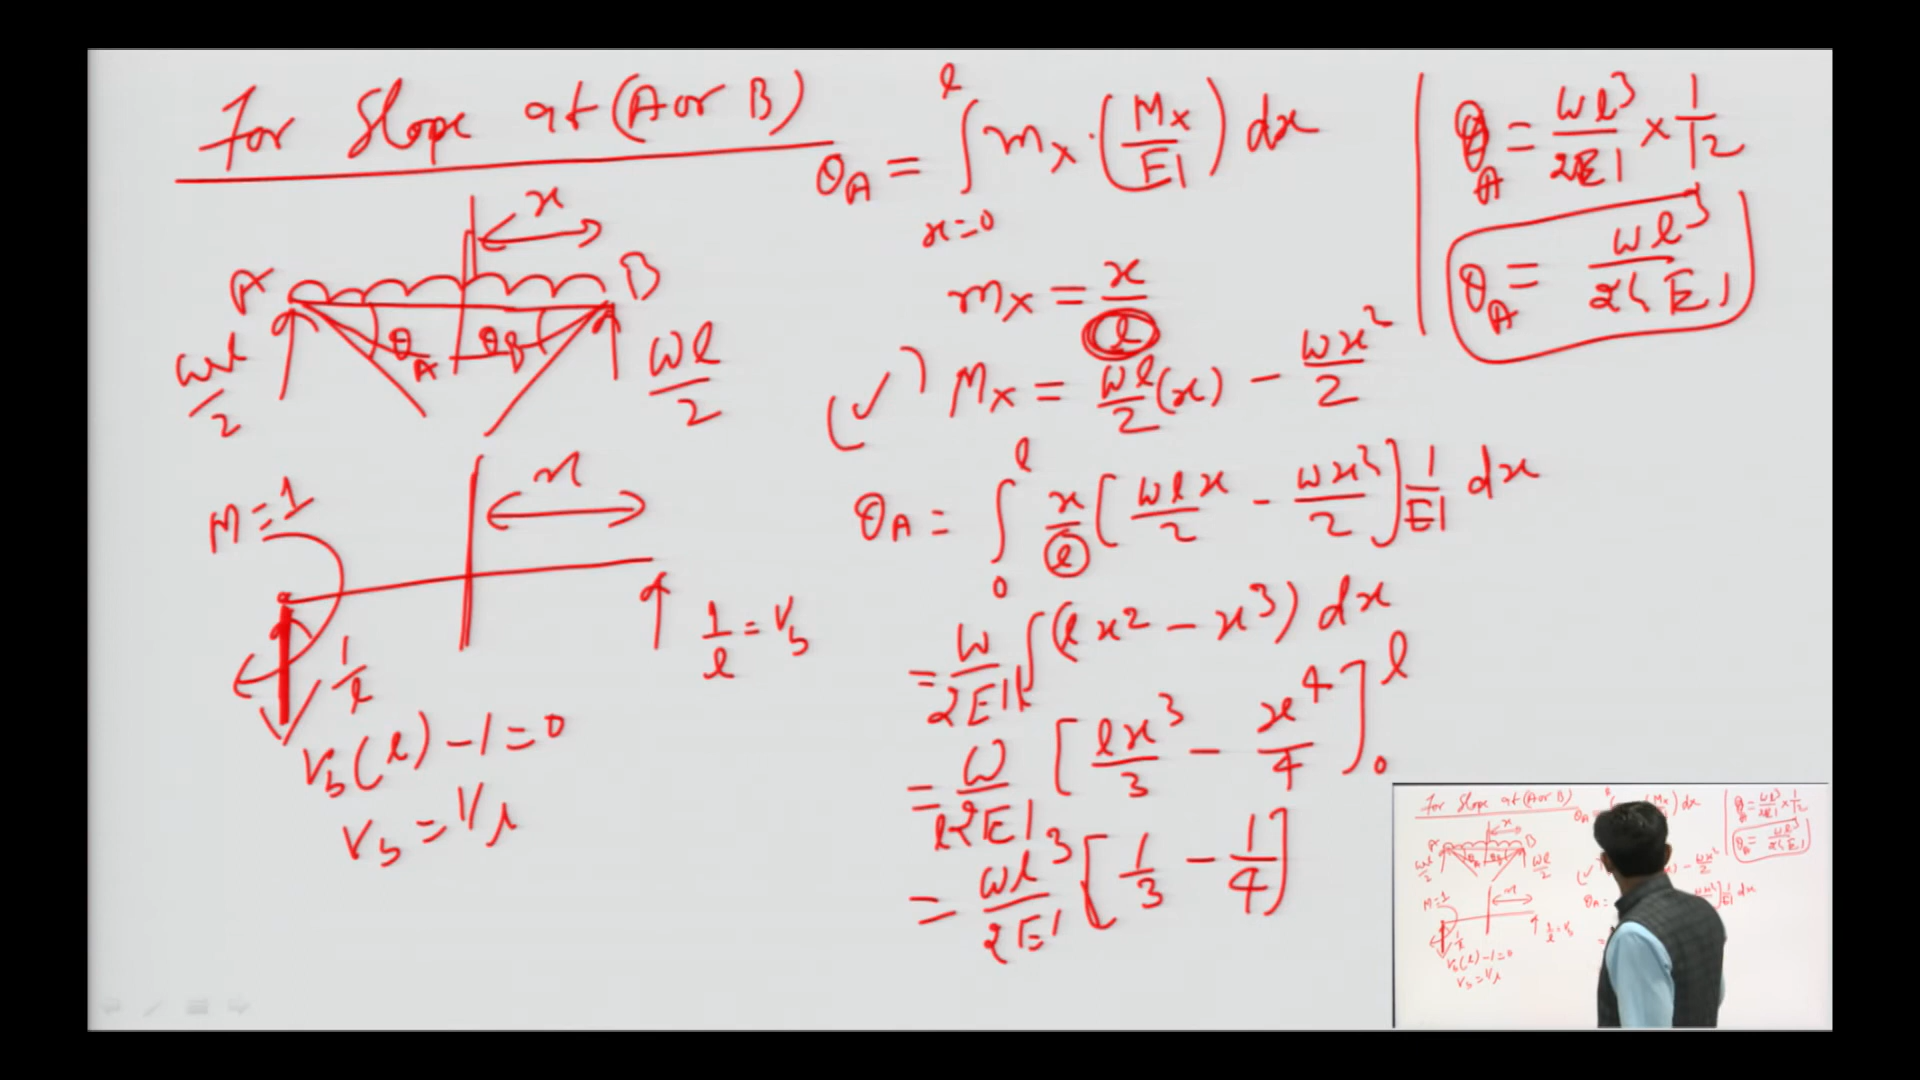 For Slope at (A or B)
x
A B
θA θB
wl/2 wl/2
M=1
x
1/l
1/l = Vb
Vb(l) - 1 = 0
Vb = 1/l
θA = ∫ x=0 l mx · (Mx/EI) dx
mx = x/l
(✓) Mx = wl/2 (x) - wx²/2
θA = ∫ 0 l x/l [wlx/2 - wx²/2] 1/EI dx
= w/2EIl ∫(lx² - x³) dx
= w/l2EI [lx³/3 - x⁴/4] 0 l
= wl³/2EI [1/3 - 1/4]
θA = wl³/2EI × 1/12
θA = wl³/24EI